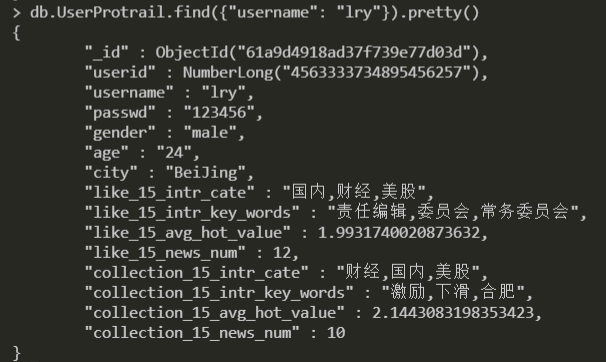 > db.UserProtrail.find({"username": "lry"}).pretty()
{
"_id" : ObjectId("61a9d4918ad37f739e77d03d"),
"userid" : NumberLong("4563333734895456257"),
"username" : "lry",
"passwd" : "123456",
"gender" : "male",
"age" : "24",
"city" : "BeiJing",
"like_15_intr_cate" : "国内,财经,美股",
"like_15_intr_key_words" : "责任编辑,委员会,常务委员会",
"like_15_avg_hot_value" : 1.9931740020873632,
"like_15_news_num" : 12,
"collection_15_intr_cate" : "财经,国内,美股",
"collection_15_intr_key_words" : "激励,下滑,合肥",
"collection_15_avg_hot_value" : 2.1443083198353423,
"collection_15_news_num" : 10
}